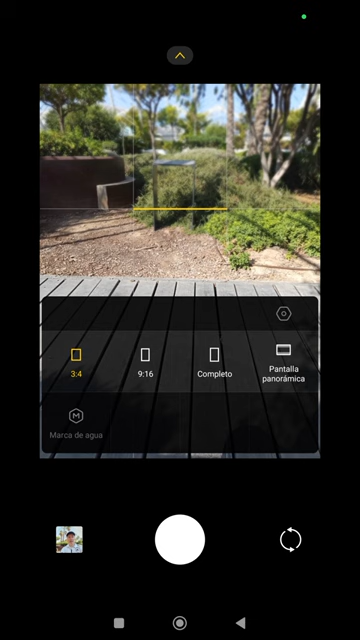 3:4
9:16
Completo
Pantalla
panorámica
Marca de agua